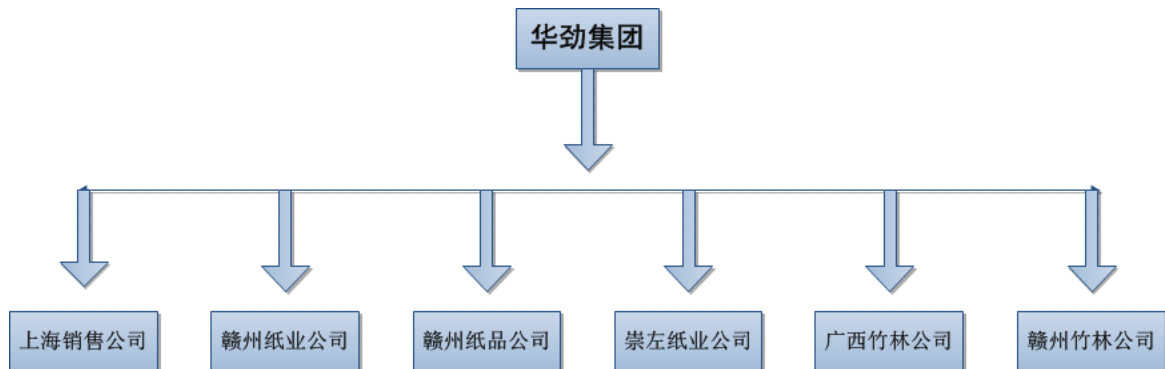 华劲集团
上海销售公司
赣州纸业公司
赣州纸品公司
崇左纸业公司
广西竹林公司
赣州竹林公司